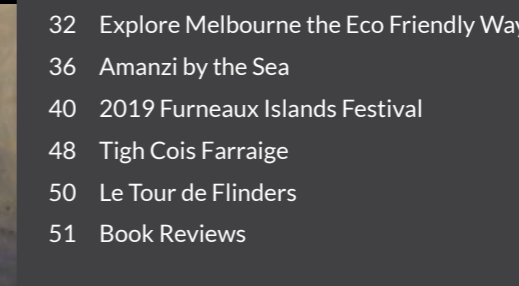 32 Explore Melbourne the Eco Friendly Way
36 Amanzi by the Sea
40 2019 Furneaux Islands Festival
48 Tigh Cois Farraige
50 Le Tour de Flinders
51 Book Reviews